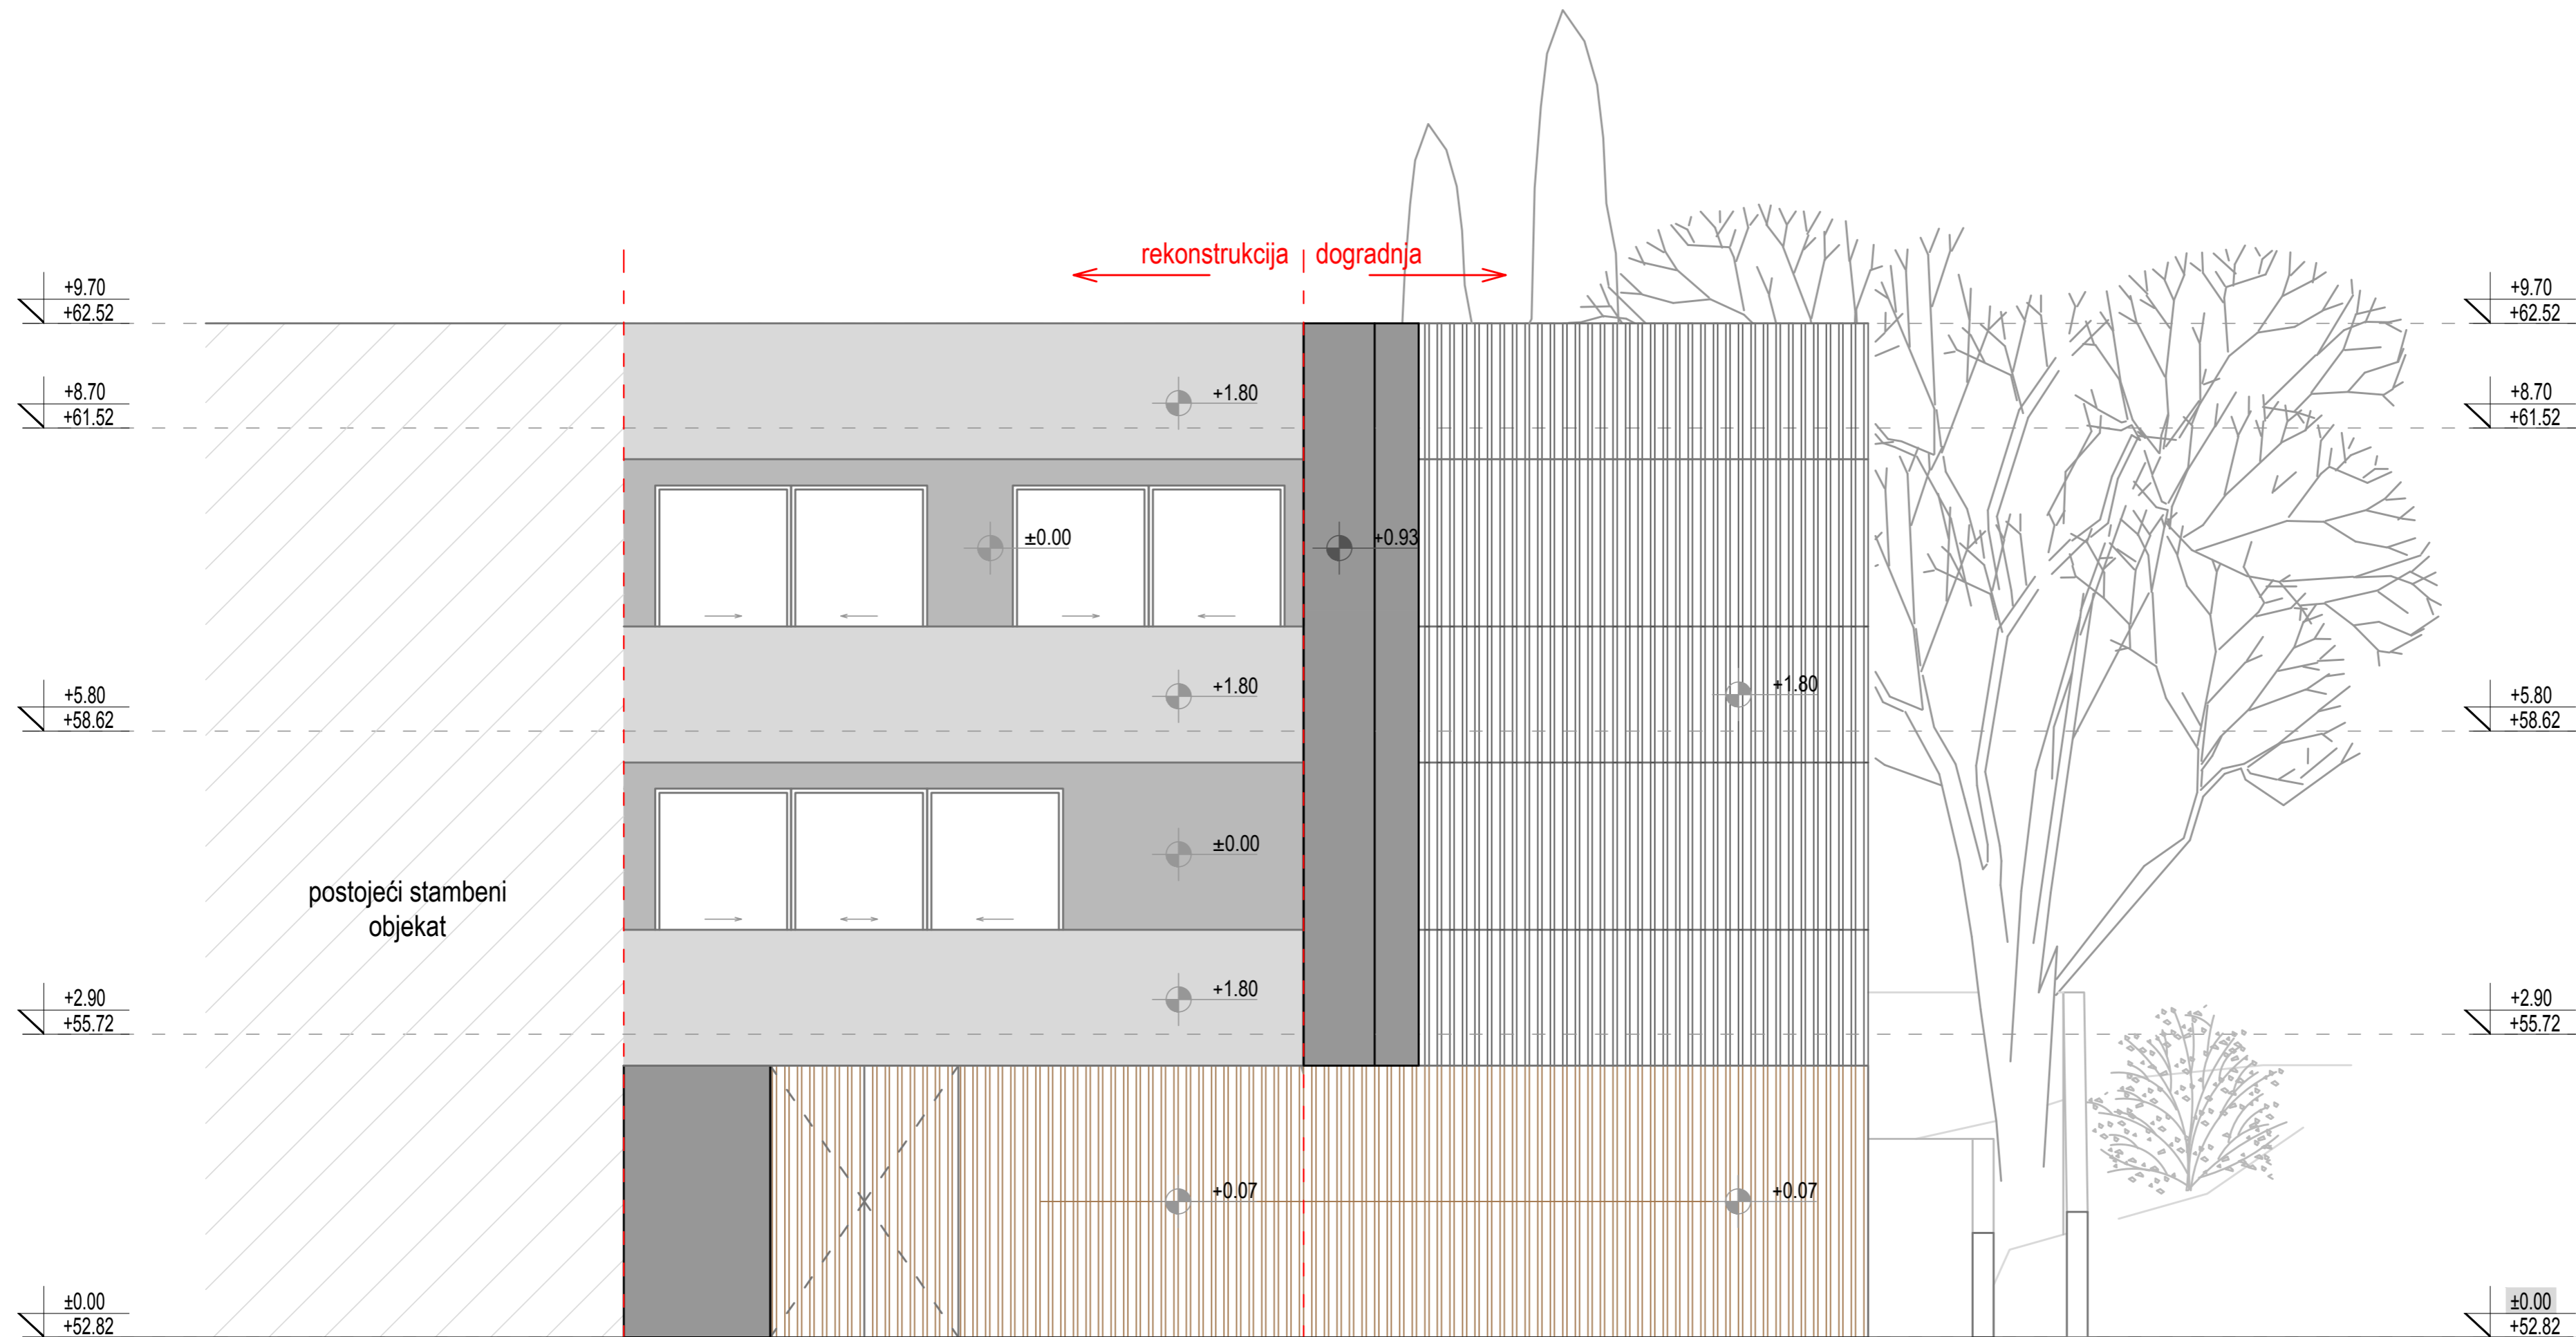 rekonstrukcija dogradnja
+9.70 +9.70
+62.52 +62.52
+8.70 +1.80 +8.70
+61.52 +61.52
±0.00 +0.93
+5.80 +1.80 +1.80 +5.80
+58.62 +58.62
±0.00
postojeći stambeni
objekat
+2.90 +1.80 +2.90
+55.72 +55.72
+0.07 +0.07
±0.00 ±0.00
+52.82 +52.82